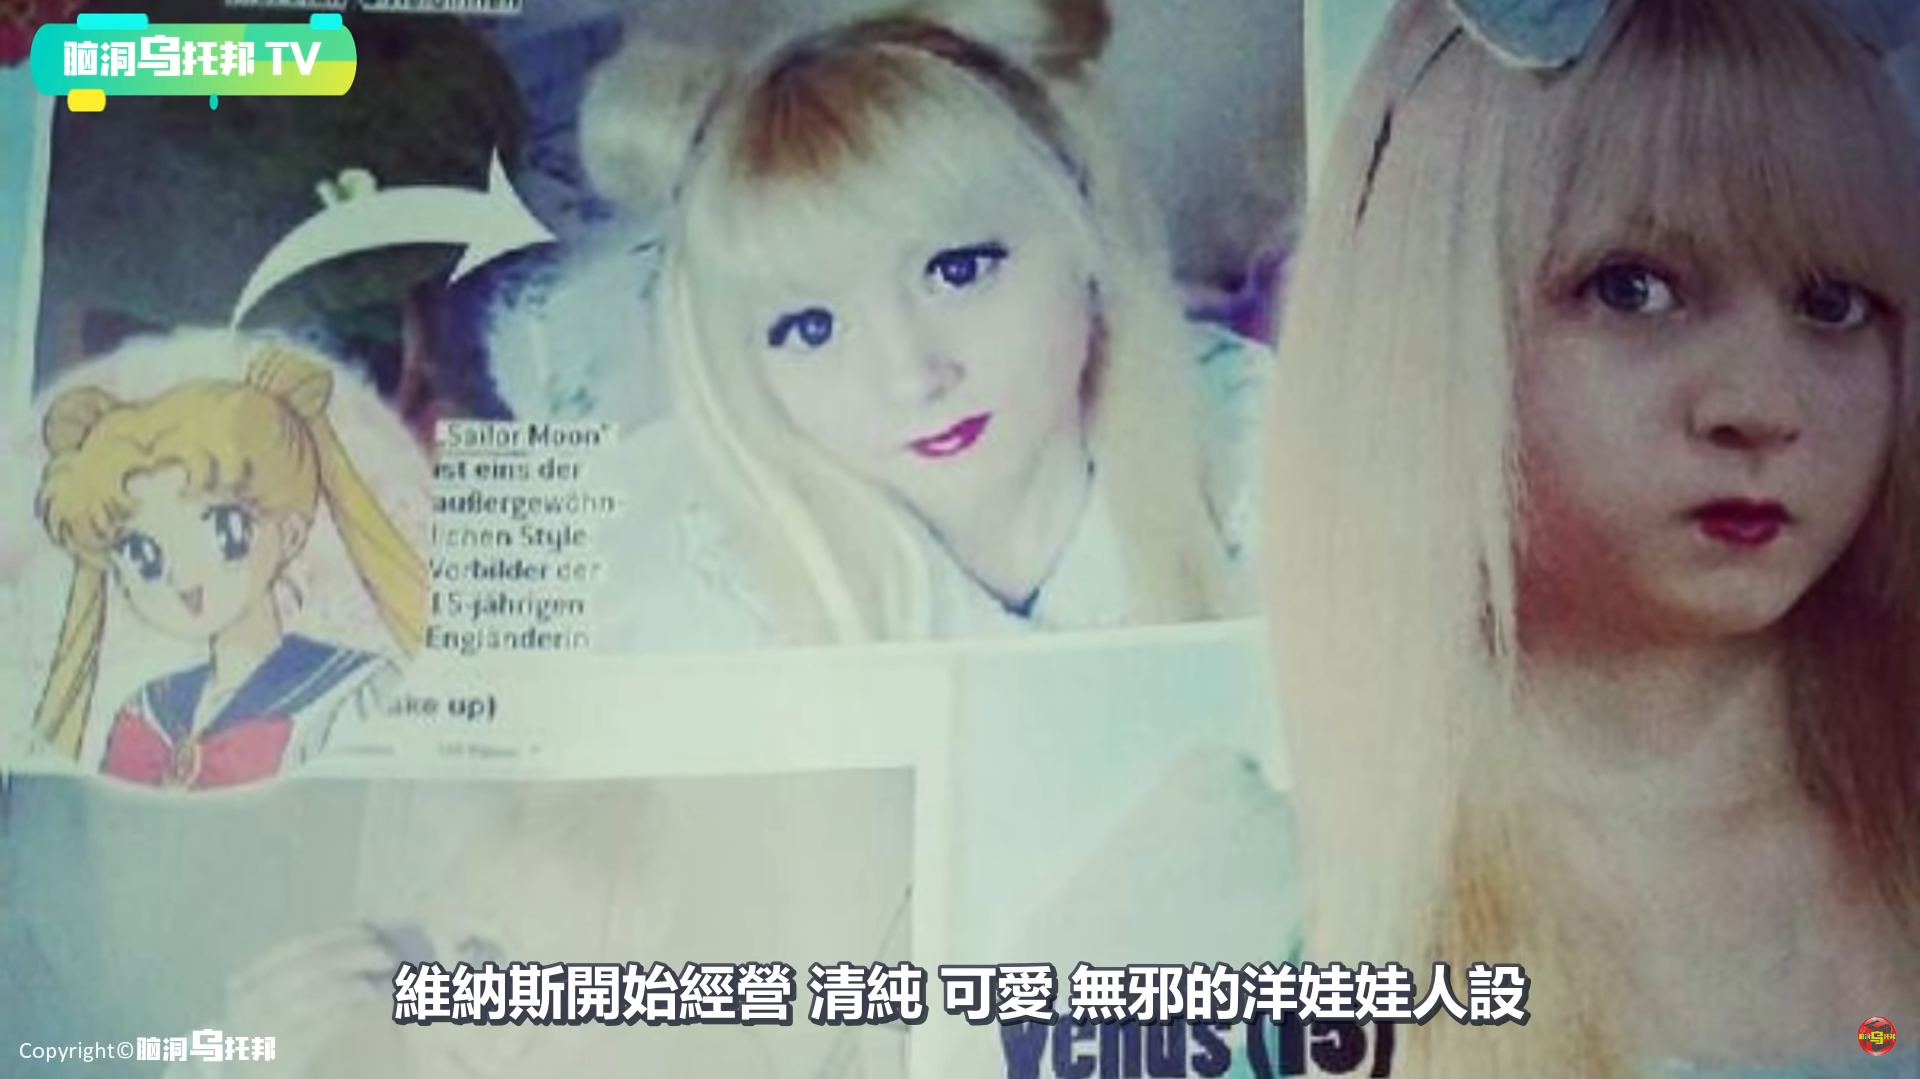 脑洞乌托邦 TV
„Sailor Moon"
ist eins der
außergewöhn-
lichen Style
Vorbilder der
15-jährigen
Engländerin
up)
維納斯開始經營 清純 可愛 無邪的洋娃娃人設
Venus (15)
Copyright©脑洞乌托邦